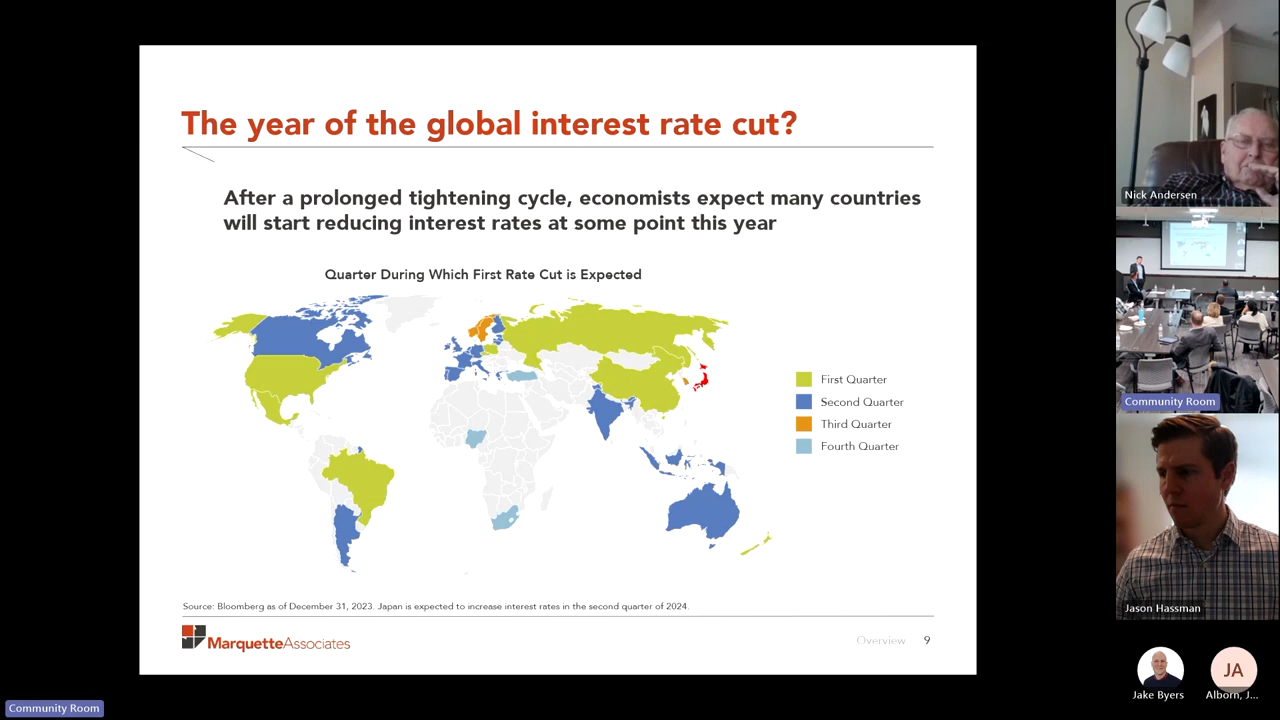 The year of the global interest rate cut?
After a prolonged tightening cycle, economists expect many countries
will start reducing interest rates at some point this year
Quarter During Which First Rate Cut is Expected
First Quarter
Second Quarter
Third Quarter
Fourth Quarter
Source: Bloomberg as of December 31, 2023. Japan is expected to increase interest rates in the second quarter of 2024.
MarquetteAssociates
Overview 9
Nick Andersen
Community Room
Jason Hassman
JA
Jake Byers
Alborn, J...
Community Room